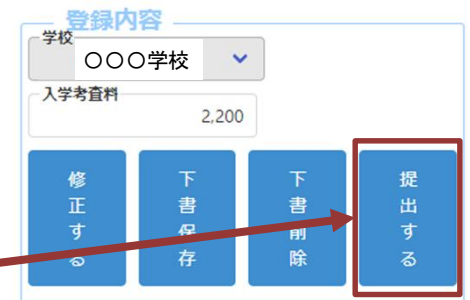 登録内容
学校
〇〇〇学校
入学考査料
2,200
修正する
下書保存
下書削除
提出する